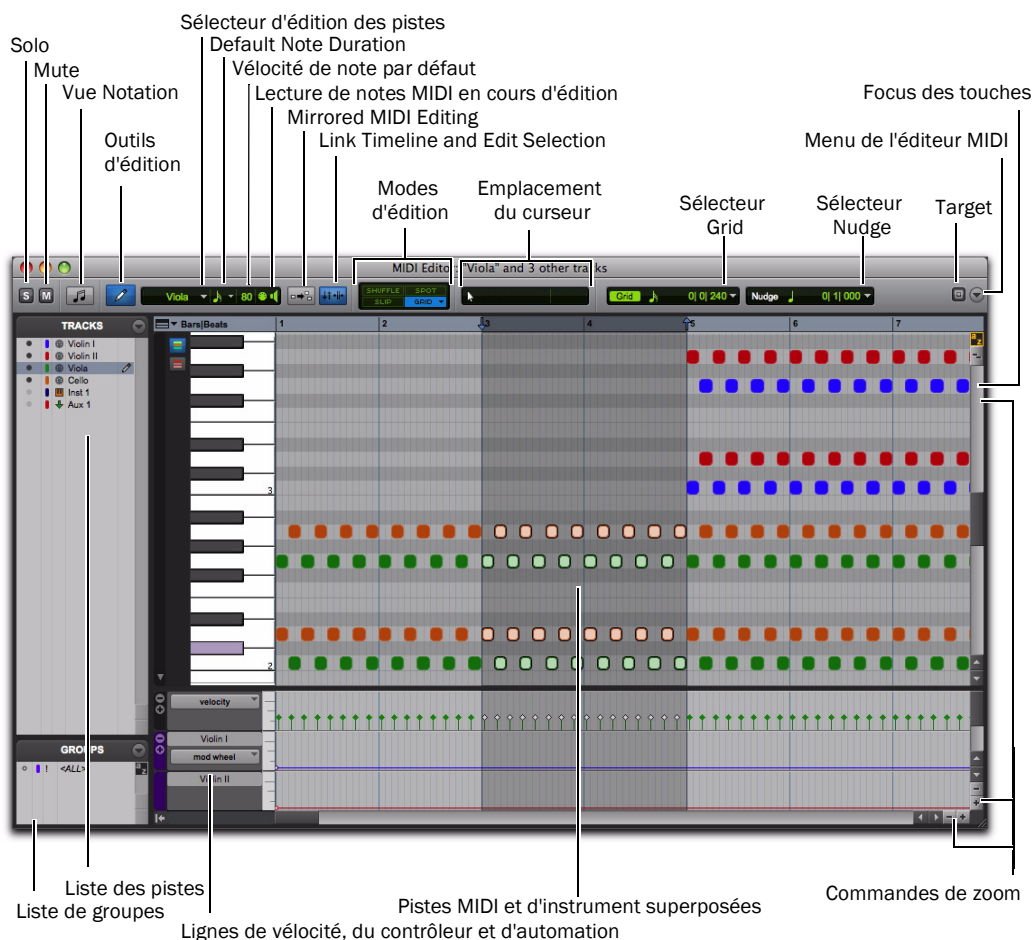 Sélecteur d'édition des pistes
Solo
Default Note Duration
Mute
Vélocité de note par défaut
Vue Notation
Lecture de notes MIDI en cours d'édition
Focus des touches
Mirrored MIDI Editing
Outils
d'édition
Link Timeline and Edit Selection
Menu de l'éditeur MIDI
Modes
d'édition
Emplacement
du curseur
Sélecteur
Grid
Sélecteur
Nudge
Target
MIDI Editor: "Viola" and 3 other tracks
S M
Viola
80
SHUFFLE SPOT
SLIP GRID
Grid 0| 0| 240
Nudge 0| 1| 000
TRACKS
Bars|Beats
1 2 3 4 5 6 7
a z
Violin I
Violin II
Viola
Cello
Inst 1
Aux 1
3
2
velocity
Violin I
mod wheel
Violin II
GROUPS
! <ALL>
a z
Liste des pistes
Liste de groupes
Pistes MIDI et d'instrument superposées
Commandes de zoom
Lignes de vélocité, du contrôleur et d'automation